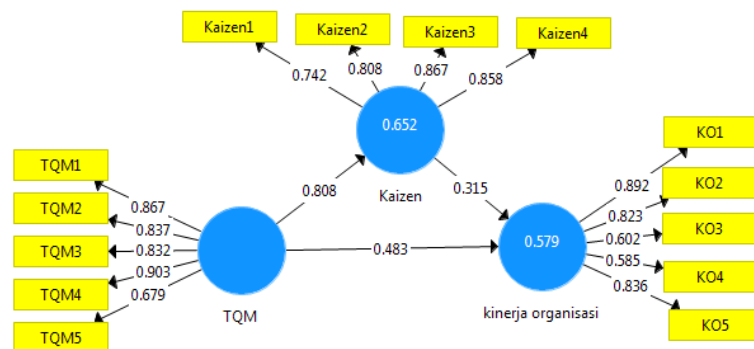 Kaizen1
Kaizen2
Kaizen3
Kaizen4
0.742
0.808
0.867
0.858
0.652
Kaizen
KO1
KO2
KO3
KO4
KO5
0.892
0.823
0.602
0.585
0.836
TQM1
TQM2
TQM3
TQM4
TQM5
0.867
0.837
0.832
0.903
0.679
0.808
0.315
0.483
0.579
TQM
kinerja organisasi